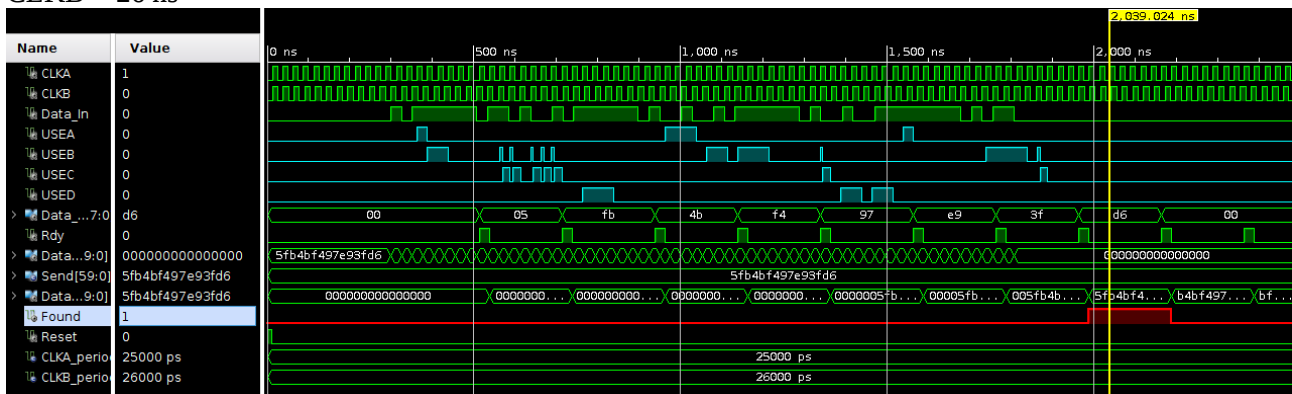 CLKB = 26 ns
2,039.024 ns
Name Value 0 ns 500 ns 1,000 ns 1,500 ns 2,000 ns
CLKA 1
CLKB 0
Data_In 0
USEA 0
USEB 0
USEC 0
USED 0
Data_...7:0 d6 00 05 fb 4b f4 97 e9 3f d6 00
Rdy 0
Data...9:0] 000000000000000 5fb4bf497e93fd6 000000000000000
Send[59:0] 5fb4bf497e93fd6 5fb4bf497e93fd6
Data...9:0] 5fb4bf497e93fd6 000000000000000 0000000... 000000000... 0000000... 0000000... 0000005fb... 00005fb... 005fb4b... 5fb4bf4... b4bf497... bf...
Found 1
Reset 0
CLKA_perio 25000 ps 25000 ps
CLKB_perio 26000 ps 26000 ps